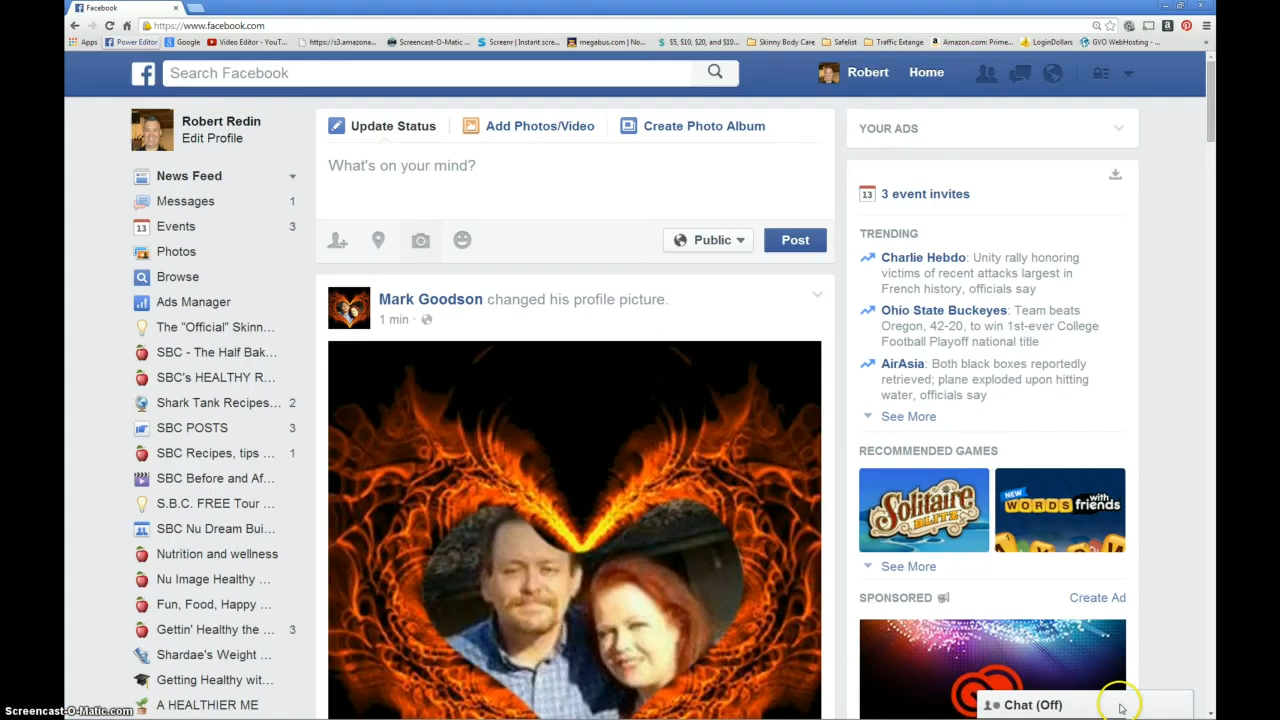 Facebook
https://www.facebook.com
Apps
Power Editor
Google
Video Editor - YouT...
https://s3.amazona...
Screencast-O-Matic ...
Screenr | Instant scre...
megabus.com | No...
$5, $10, $20, and $10...
Skinny Body Care
Safelist
Traffic Extange
Amazon.com: Prime...
LoginDollars
GVO WebHosting -...
Search Facebook
Robert
Home
Robert Redin
Edit Profile
News Feed
Messages 1
13 Events 3
Photos
Browse
Ads Manager
The "Official" Skinn...
SBC - The Half Bak...
SBC's HEALTHY R...
Shark Tank Recipes... 2
SBC POSTS 3
SBC Recipes, tips ... 1
SBC Before and Af...
S.B.C. FREE Tour ...
SBC Nu Dream Bui...
Nutrition and wellness
Nu Image Healthy ...
Fun, Food, Happy ...
Gettin' Healthy the ... 3
Shardae's Weight ...
Getting Healthy wit...
A HEALTHIER ME
Update Status
Add Photos/Video
Create Photo Album
What's on your mind?
Public
Post
Mark Goodson changed his profile picture.
1 min ·
YOUR ADS
13 3 event invites
TRENDING
Charlie Hebdo: Unity rally honoring
victims of recent attacks largest in
French history, officials say
Ohio State Buckeyes: Team beats
Oregon, 42-20, to win 1st-ever College
Football Playoff national title
AirAsia: Both black boxes reportedly
retrieved; plane exploded upon hitting
water, officials say
See More
RECOMMENDED GAMES
Solitaire
BLITZ
NEW
WORDS with
friends
See More
SPONSORED
Create Ad
Chat (Off)
Screencast-O-Matic.com